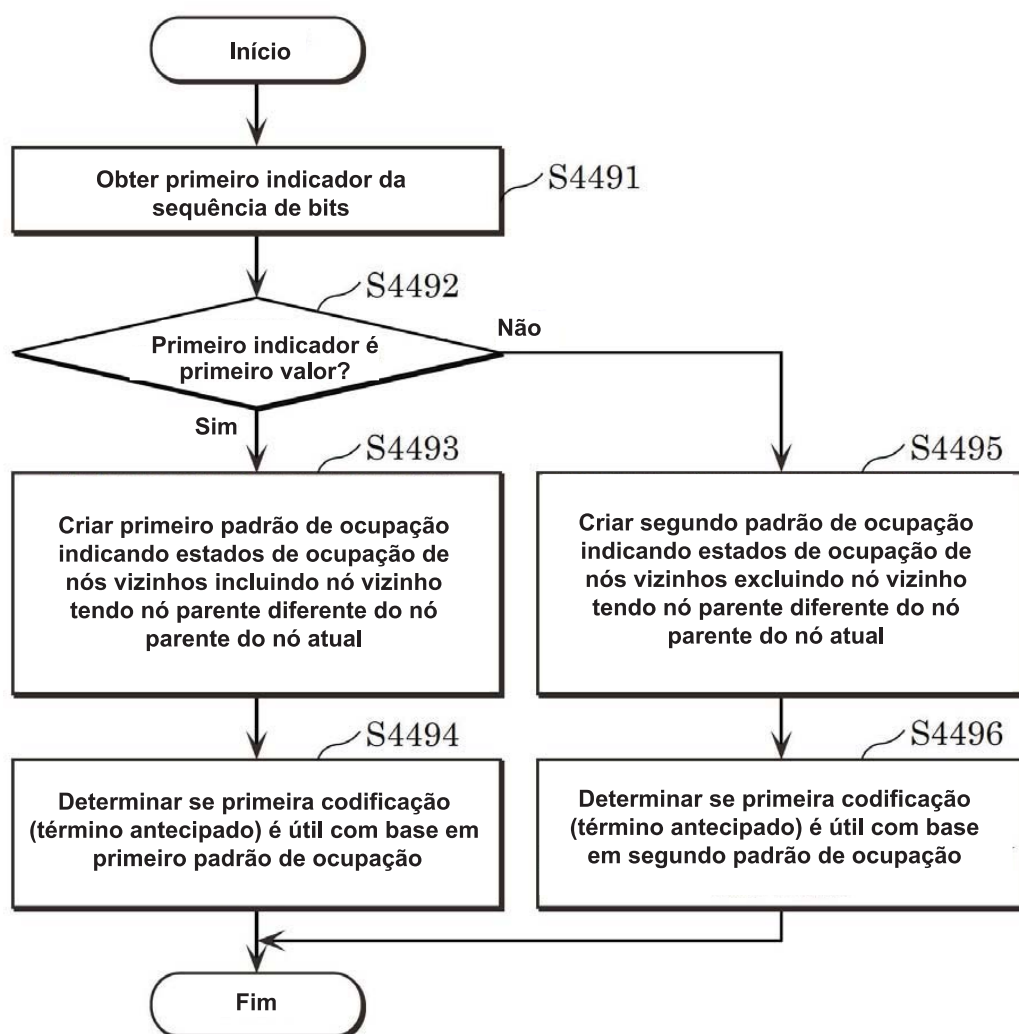 Início
Obter primeiro indicador da
sequência de bits
S4491
S4492
Primeiro indicador é
primeiro valor?
Não
Sim
S4493
Criar primeiro padrão de ocupação
indicando estados de ocupação de
nós vizinhos incluindo nó vizinho
tendo nó parente diferente do nó
parente do nó atual
S4495
Criar segundo padrão de ocupação
indicando estados de ocupação de
nós vizinhos excluindo nó vizinho
tendo nó parente diferente do nó
parente do nó atual
S4494
Determinar se primeira codificação
(término antecipado) é útil com base em
primeiro padrão de ocupação
S4496
Determinar se primeira codificação
(término antecipado) é útil com base
em segundo padrão de ocupação
Fim